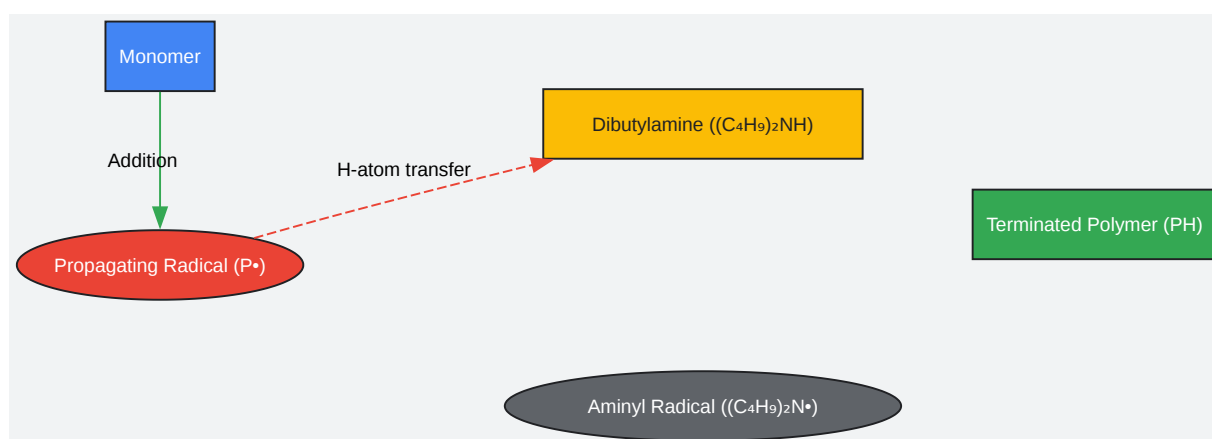 Monomer
Addition
Propagating Radical (P•)
H-atom transfer
Dibutylamine ((C₄H₉)₂NH)
Terminated Polymer (PH)
Aminyl Radical ((C₄H₉)₂N•)